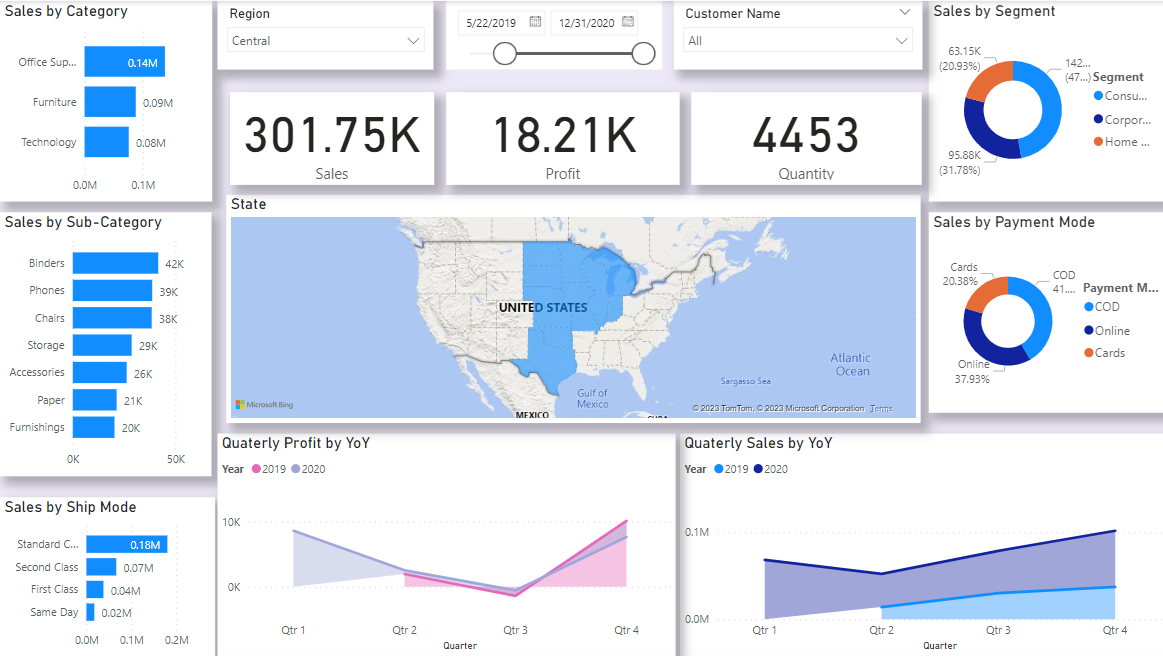 Sales by Category
Office Sup...
0.14M
Furniture
0.09M
Technology
0.08M
0.0M
0.1M
Region
Central
5/22/2019
12/31/2020
Customer Name
All
Sales by Segment
63.15K
(20.93%)
142...
(47...)
95.88K
(31.78%)
Segment
Consu...
Corpor...
Home ...
301.75K
Sales
18.21K
Profit
4453
Quantity
Sales by Sub-Category
Binders
42K
Phones
39K
Chairs
38K
Storage
29K
Accessories
26K
Paper
21K
Furnishings
20K
0K
50K
State
UNITED STATES
Atlantic
Ocean
Sargasso Sea
Gulf of
Mexico
MEXICO
CUBA
Microsoft Bing
© 2023 TomTom, © 2023 Microsoft Corporation Terms
Sales by Payment Mode
Cards
20.38%
COD
41....
Online
37.93%
Payment M...
COD
Online
Cards
Sales by Ship Mode
Standard C...
0.18M
Second Class
0.07M
First Class
0.04M
Same Day
0.02M
0.0M
0.1M
0.2M
Quaterly Profit by YoY
Year 2019 2020
10K
0K
Qtr 1
Qtr 2
Qtr 3
Qtr 4
Quarter
Quaterly Sales by YoY
Year 2019 2020
0.1M
0.0M
Qtr 1
Qtr 2
Qtr 3
Qtr 4
Quarter